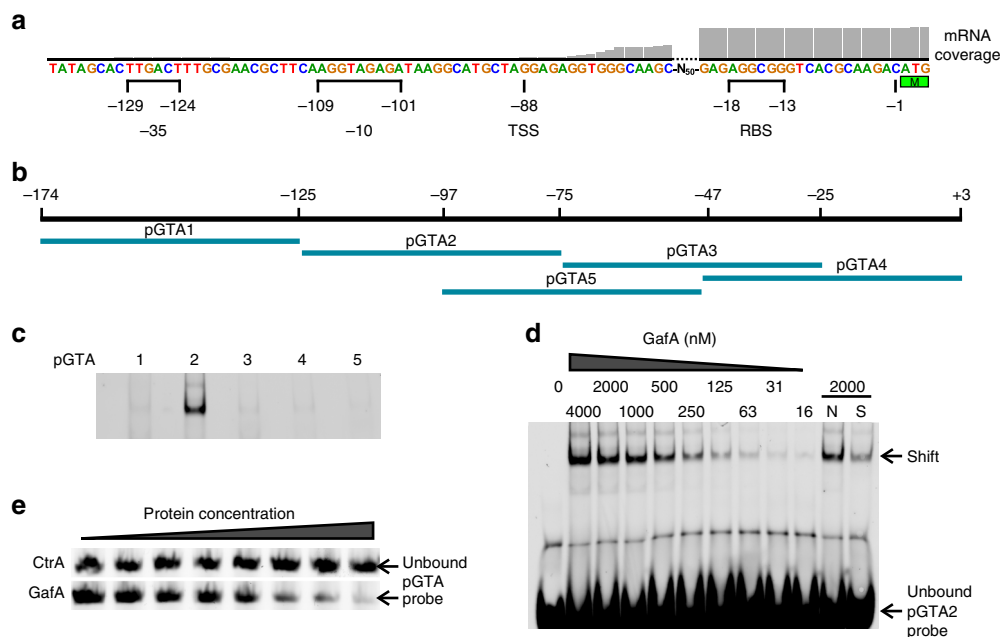 a
mRNA
coverage
TATAGCACTTGACTTTGCGAACGCTTCAAGGTAGAGATAAGGCATGCTAGGAGAGGTGGGCAAGC-N50-GAGAGGCGGGTCACGCAAGACATG
M
–129 –124 –109 –101 –88 –18 –13 –1
–35 –10 TSS RBS
b
–174 –125 –97 –75 –47 –25 +3
pGTA1
pGTA2
pGTA3
pGTA4
pGTA5
c
pGTA 1 2 3 4 5
d
GafA (nM)
0 2000 500 125 31 2000
4000 1000 250 63 16 N S
Shift
Unbound
pGTA2
probe
e
Protein concentration
CtrA
GafA
Unbound
pGTA
probe